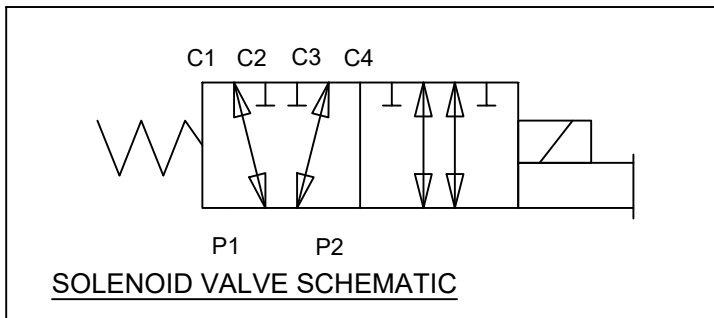 C1 C2 C3 C4
P1 P2
SOLENOID VALVE SCHEMATIC